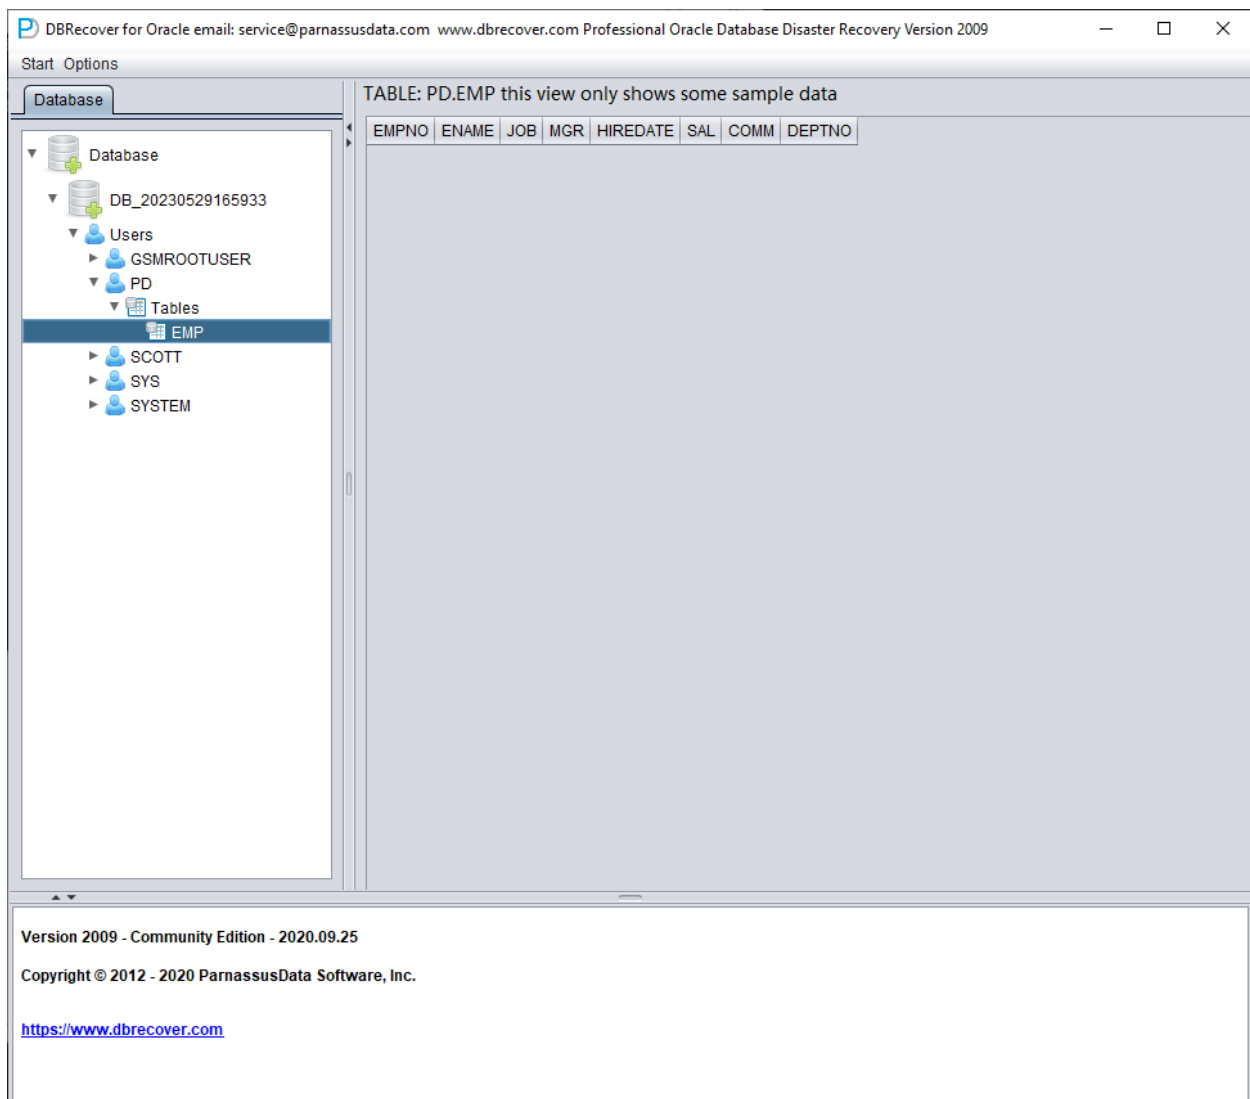 DBRecover for Oracle email: service@parnassusdata.com  www.dbrecover.com Professional Oracle Database Disaster Recovery Version 2009
Start Options
Database
TABLE: PD.EMP this view only shows some sample data
EMPNO ENAME JOB MGR HIREDATE SAL COMM DEPTNO
Database
DB_20230529165933
Users
GSMROOTUSER
PD
Tables
EMP
SCOTT
SYS
SYSTEM
Version 2009 - Community Edition - 2020.09.25
Copyright © 2012 - 2020 ParnassusData Software, Inc.
https://www.dbrecover.com